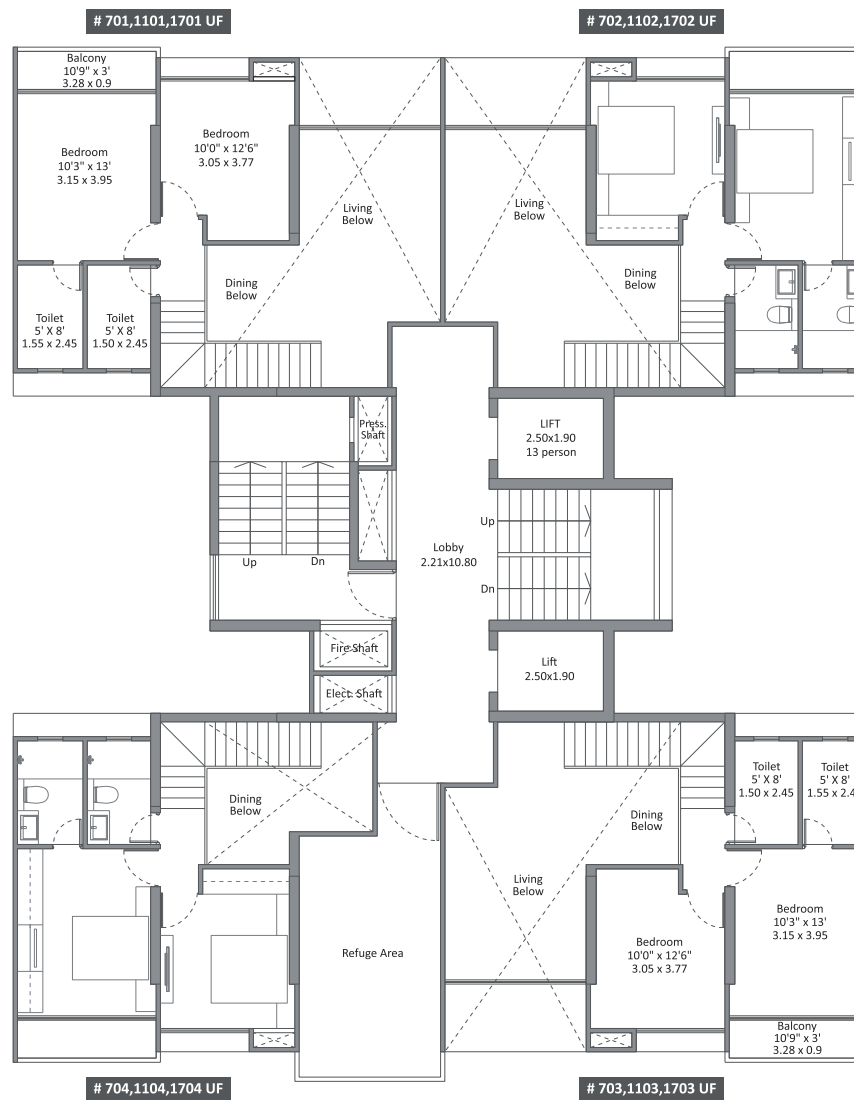 # 701,1101,1701 UF
# 702,1102,1702 UF
Balcony
10'9" x 3'
3.28 x 0.9
Bedroom
10'3" x 13'
3.15 x 3.95
Bedroom
10'0" x 12'6"
3.05 x 3.77
Living
Below
Living
Below
Dining
Below
Dining
Below
Toilet
5' X 8'
1.55 x 2.45
Toilet
5' X 8'
1.50 x 2.45
Press.
Shaft
LIFT
2.50x1.90
13 person
Up
Dn
Lobby
2.21x10.80
Up
Dn
Fire Shaft
Elect. Shaft
Lift
2.50x1.90
Dining
Below
Dining
Below
Toilet
5' X 8'
1.50 x 2.45
Toilet
5' X 8'
1.55 x 2.4
Living
Below
Refuge Area
Bedroom
10'0" x 12'6"
3.05 x 3.77
Bedroom
10'3" x 13'
3.15 x 3.95
Balcony
10'9" x 3'
3.28 x 0.9
# 704,1104,1704 UF
# 703,1103,1703 UF